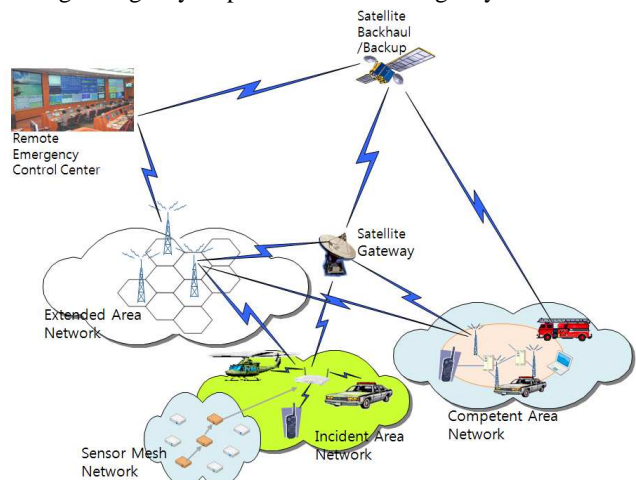 Satellite
Backhaul
/Backup
Remote
Emergency
Control Center
Satellite
Gateway
Extended Area
Network
Competent Area
Network
Incident Area
Network
Sensor Mesh
Network